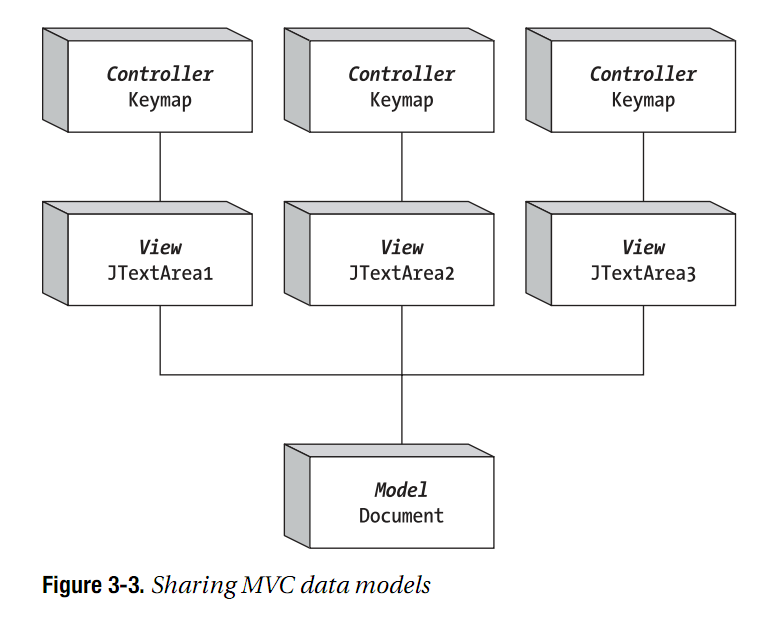 Controller
Keymap
Controller
Keymap
Controller
Keymap
View
JTextArea1
View
JTextArea2
View
JTextArea3
Model
Document
Figure 3-3. Sharing MVC data models